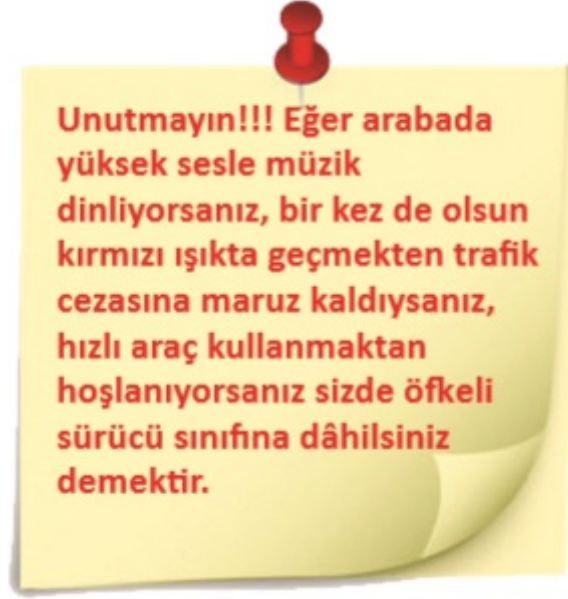 Unutmayın!!! Eğer arabada
yüksek sesle müzik
dinliyorsanız, bir kez de olsun
kırmızı ışıkta geçmekten trafik
cezasına maruz kaldıysanız,
hızlı araç kullanmaktan
hoşlanıyorsanız sizde öfkeli
sürücü sınıfına dâhilsiniz
demektir.